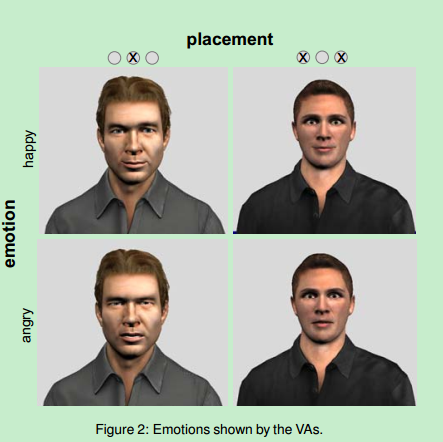 placement
X
X X
happy
emotion
angry
Figure 2: Emotions shown by the VAs.